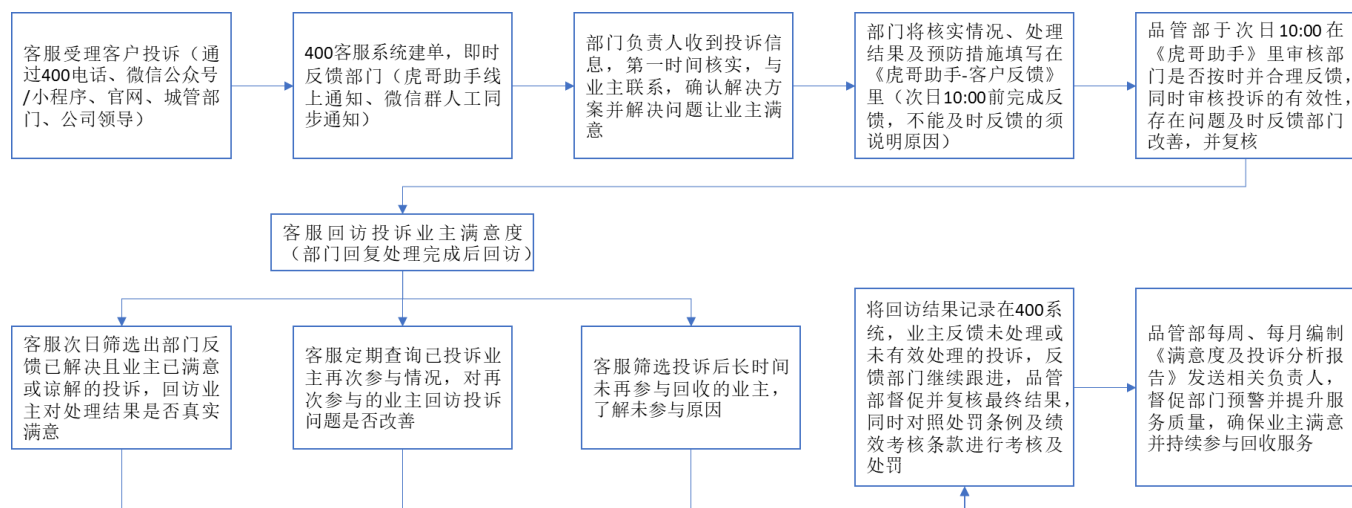 客服受理客户投诉（通
过400电话、微信公众号
/小程序、官网、城管部
门、公司领导）
400客服系统建单，即时
反馈部门（虎哥助手线
上通知、微信群人工同
步通知）
部门负责人收到投诉信
息，第一时间核实，与
业主联系，确认解决方
案并解决问题让业主满
意
部门将核实情况、处理
结果及预防措施填写在
《虎哥助手-客户反馈》
里（次日10:00前完成反
馈，不能及时反馈的须
说明原因）
品管部于次日10:00在
《虎哥助手》里审核部
门是否按时并合理反馈，
同时审核投诉的有效性，
存在问题及时反馈部门
改善，并复核
客服回访投诉业主满意度
（部门回复处理完成后回访）
客服次日筛选出部门反
馈已解决且业主已满意
或谅解的投诉，回访业
主对处理结果是否真实
满意
客服定期查询已投诉业
主再次参与情况，对再
次参与的业主回访投诉
问题是否改善
客服筛选投诉后长时间
未再参与回收的业主，
了解未参与原因
将回访结果记录在400系
统，业主反馈未处理或
未有效处理的投诉，反
馈部门继续跟进，品管
部督促并复核最终结果，
同时对照处罚条例及绩
效考核条款进行考核及
处罚
品管部每周、每月编制
《满意度及投诉分析报
告》发送相关负责人，
督促部门预警并提升服
务质量，确保业主满意
并持续参与回收服务